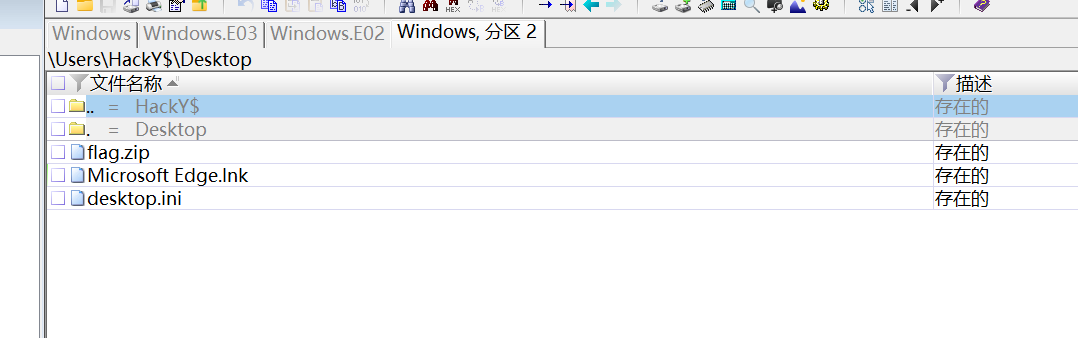 Windows Windows.E03 Windows.E02 Windows, 分区 2
\Users\HackY$\Desktop
文件名称 描述
.. = HackY$ 存在的
. = Desktop 存在的
flag.zip 存在的
Microsoft Edge.lnk 存在的
desktop.ini 存在的